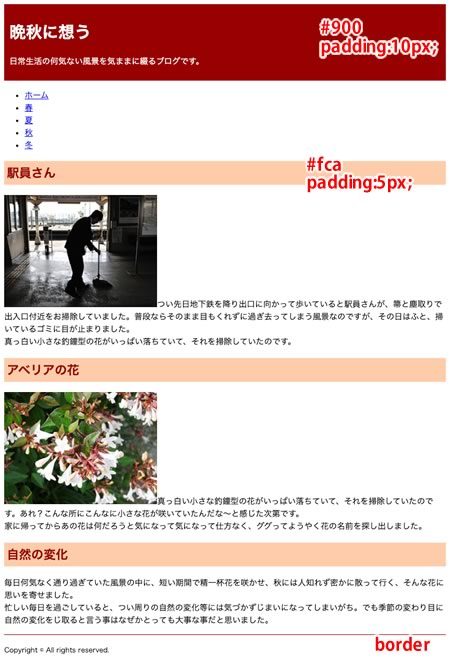 晩秋に想う
#900
padding:10px;
日常生活の何気ない風景を気ままに綴るブログです。
ホーム
春
夏
秋
冬
駅員さん
#fca
padding:5px;
つい先日地下鉄を降り出口に向かって歩いていると駅員さんが、箒と塵取りで
出入口付近をお掃除していました。普段ならそのまま目もくれずに過ぎ去ってしまう風景なのですが、その日はふと、掃
いているゴミに目が止まりました。
真っ白い小さな釣鐘型の花がいっぱい落ちていて、それを掃除していたのです。
アベリアの花
真っ白い小さな釣鐘型の花がいっぱい落ちていて、それを掃除していたので
す。あれ？こんな所にこんなに小さな花が咲いていたんだな〜と感じた次第です。
家に帰ってからあの花は何だろうと気になって気になって仕方なく、ググってようやく花の名前を探し出しました。
自然の変化
毎日何気なく通り過ぎていた風景の中に、短い期間で精一杯花を咲かせ、秋には人知れず密かに散って行く、そんな花に
思いを寄せました。
忙しい毎日を過ごしていると、つい周りの自然の変化等には気づかずじまいになってしまいがち。でも季節の変わり目に
自然の変化をじ取ると言う事はなぜかとっても大事な事だと思いました。
border
Copyright © All rights reserved.